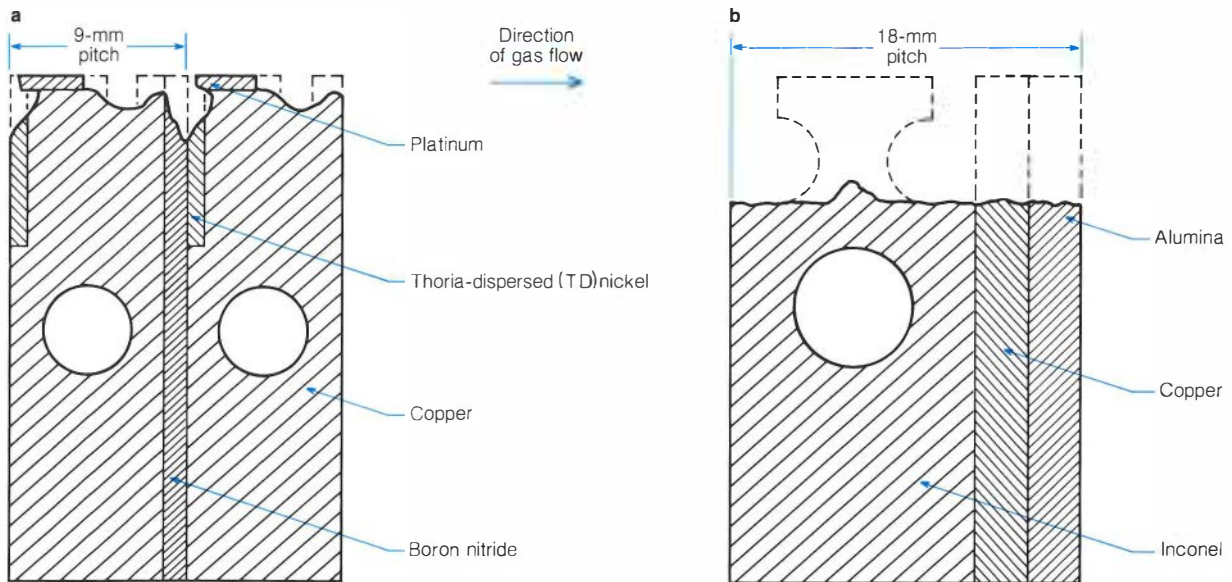 a
9-mm
pitch
Direction
of gas flow
Platinum
Thoria-dispersed (TD) nickel
Copper
Boron nitride
b
18-mm
pitch
Alumina
Copper
Inconel